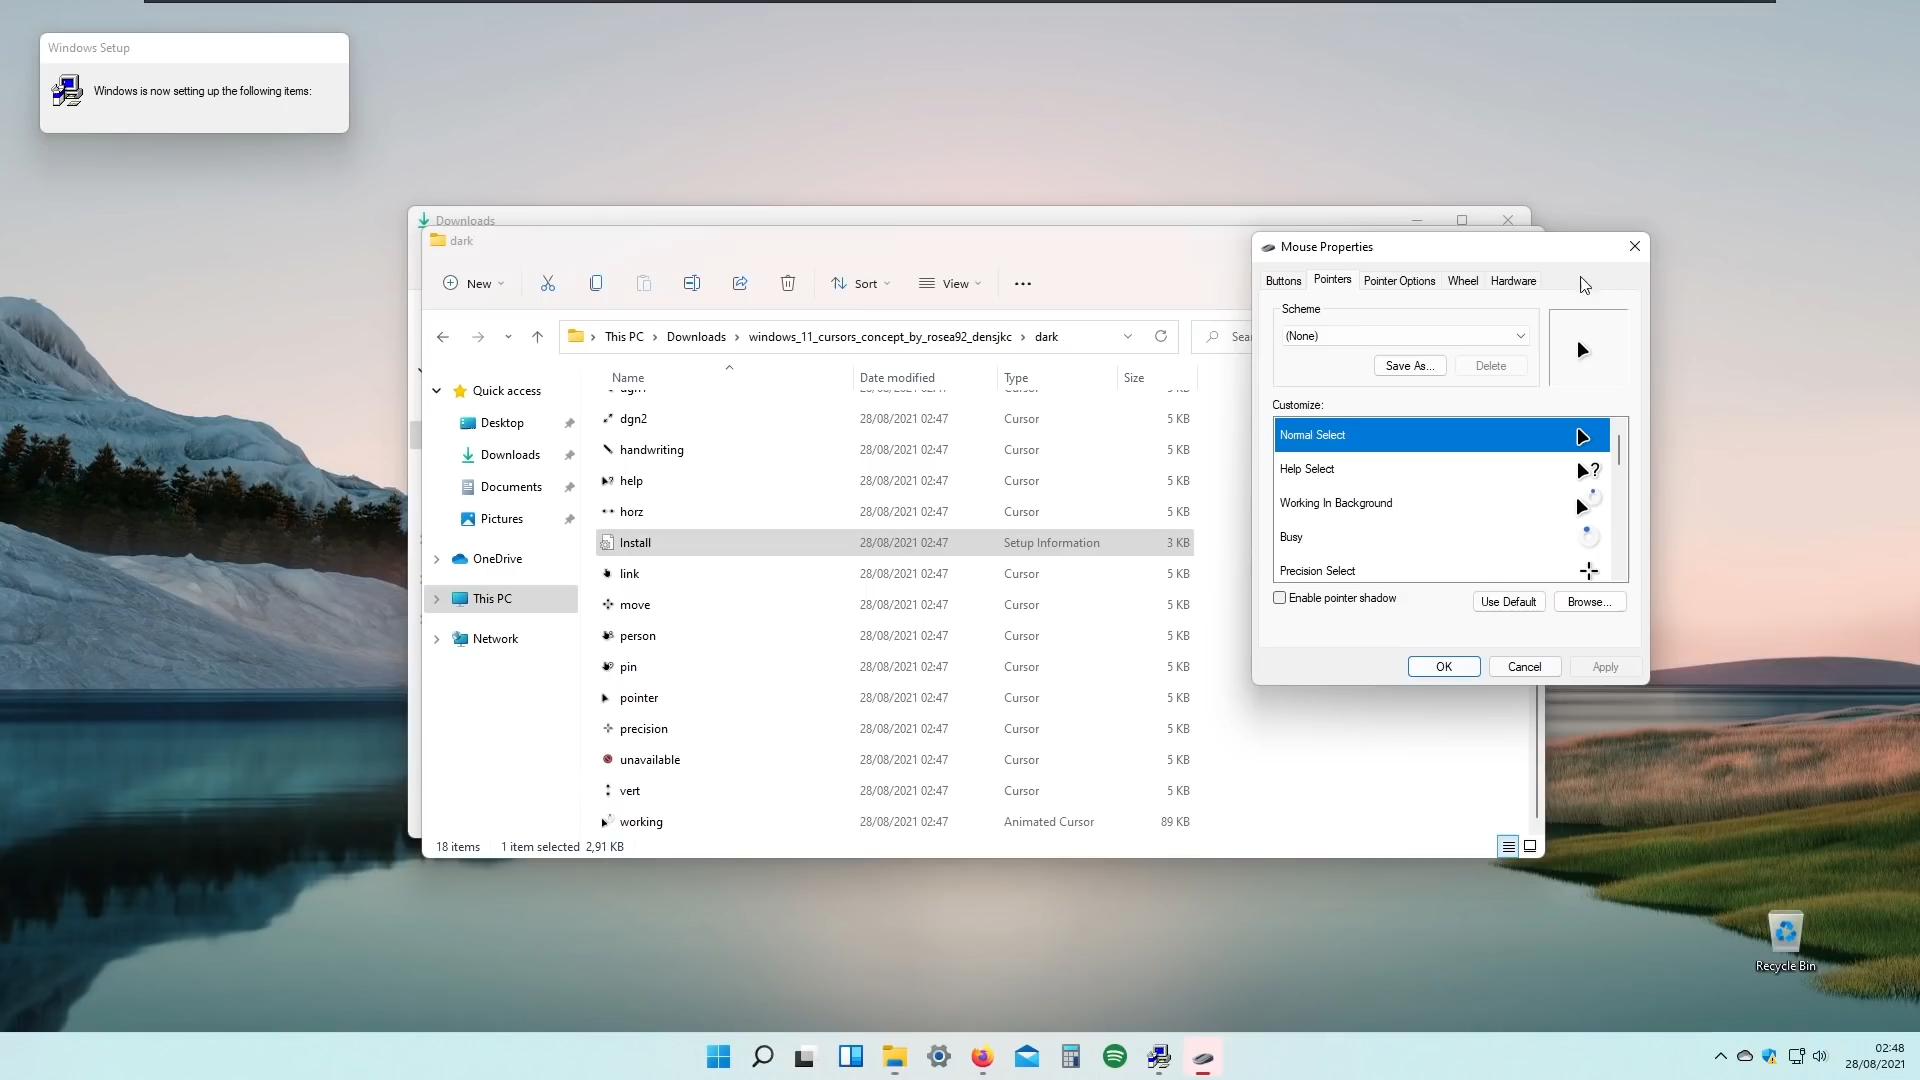 Windows Setup
Windows is now setting up the following items:
Downloads
dark
New
Sort
View
This PC
Downloads
windows_11_cursors_concept_by_rosea92_densjkc
dark
Sea
Name
Date modified
Type
Size
Quick access
Desktop
Downloads
Documents
Pictures
OneDrive
This PC
Network
dgn2 28/08/2021 02:47 Cursor 5 KB
handwriting 28/08/2021 02:47 Cursor 5 KB
help 28/08/2021 02:47 Cursor 5 KB
horz 28/08/2021 02:47 Cursor 5 KB
Install 28/08/2021 02:47 Setup Information 3 KB
link 28/08/2021 02:47 Cursor 5 KB
move 28/08/2021 02:47 Cursor 5 KB
person 28/08/2021 02:47 Cursor 5 KB
pin 28/08/2021 02:47 Cursor 5 KB
pointer 28/08/2021 02:47 Cursor 5 KB
precision 28/08/2021 02:47 Cursor 5 KB
unavailable 28/08/2021 02:47 Cursor 5 KB
vert 28/08/2021 02:47 Cursor 5 KB
working 28/08/2021 02:47 Animated Cursor 89 KB
18 items 1 item selected 2,91 KB
Mouse Properties
Buttons Pointers Pointer Options Wheel Hardware
Scheme
(None)
Save As... Delete
Customize:
Normal Select
Help Select
Working In Background
Busy
Precision Select
Enable pointer shadow
Use Default Browse...
OK Cancel Apply
Recycle Bin
02:48
28/08/2021